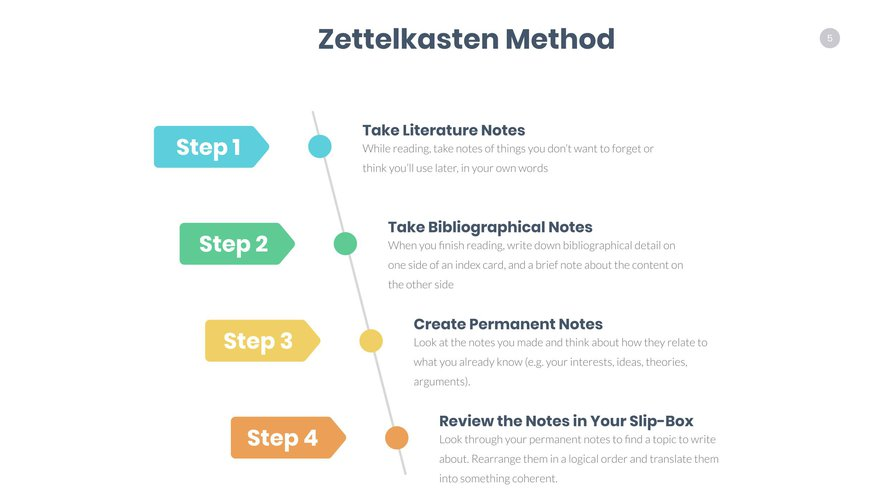 Zettelkasten Method
5
Step 1
Take Literature Notes
While reading, take notes of things you don't want to forget or
think you'll use later, in your own words
Step 2
Take Bibliographical Notes
When you finish reading, write down bibliographical detail on
one side of an index card, and a brief note about the content on
the other side
Step 3
Create Permanent Notes
Look at the notes you made and think about how they relate to
what you already know (e.g. your interests, ideas, theories,
arguments).
Step 4
Review the Notes in Your Slip-Box
Look through your permanent notes to find a topic to write
about. Rearrange them in a logical order and translate them
into something coherent.